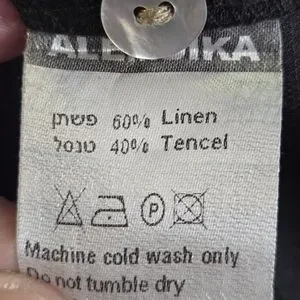 פשתן 60% Linen
טנסל 40% Tencel
P
Machine cold wash only
Do not tumble dry